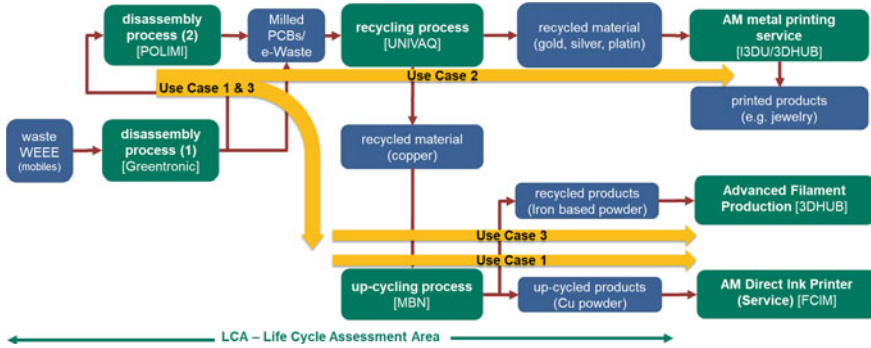 disassembly
process (2)
[POLIMI]
Milled
PCBs/
e-Waste
recycling process
[UNIVAQ]
recycled material
(gold, silver, platin)
AM metal printing
service
[I3DU/3DHUB]
Use Case 2
Use Case 1 & 3
printed products
(e.g. jewelry)
waste
WEEE
(mobiles)
disassembly
process (1)
[Greentronic]
recycled material
(copper)
recycled products
(Iron based powder)
Advanced Filament
Production [3DHUB]
Use Case 3
Use Case 1
up-cycling process
[MBN]
up-cycled products
(Cu powder)
AM Direct Ink Printer
(Service) [FCIM]
LCA – Life Cycle Assessment Area